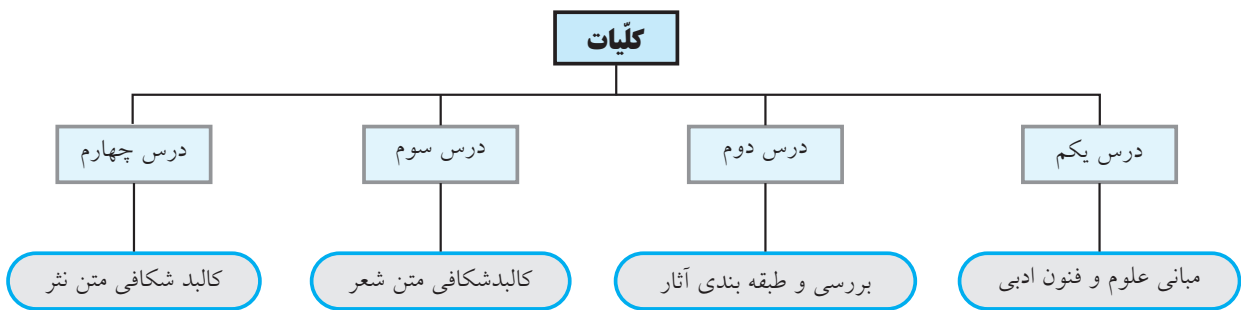 کلّیات
درس یکم
درس دوم
درس سوم
درس چهارم
مبانی علوم و فنون ادبی
بررسی و طبقه بندی آثار
کالبدشکافی متن شعر
کالبد شکافی متن نثر